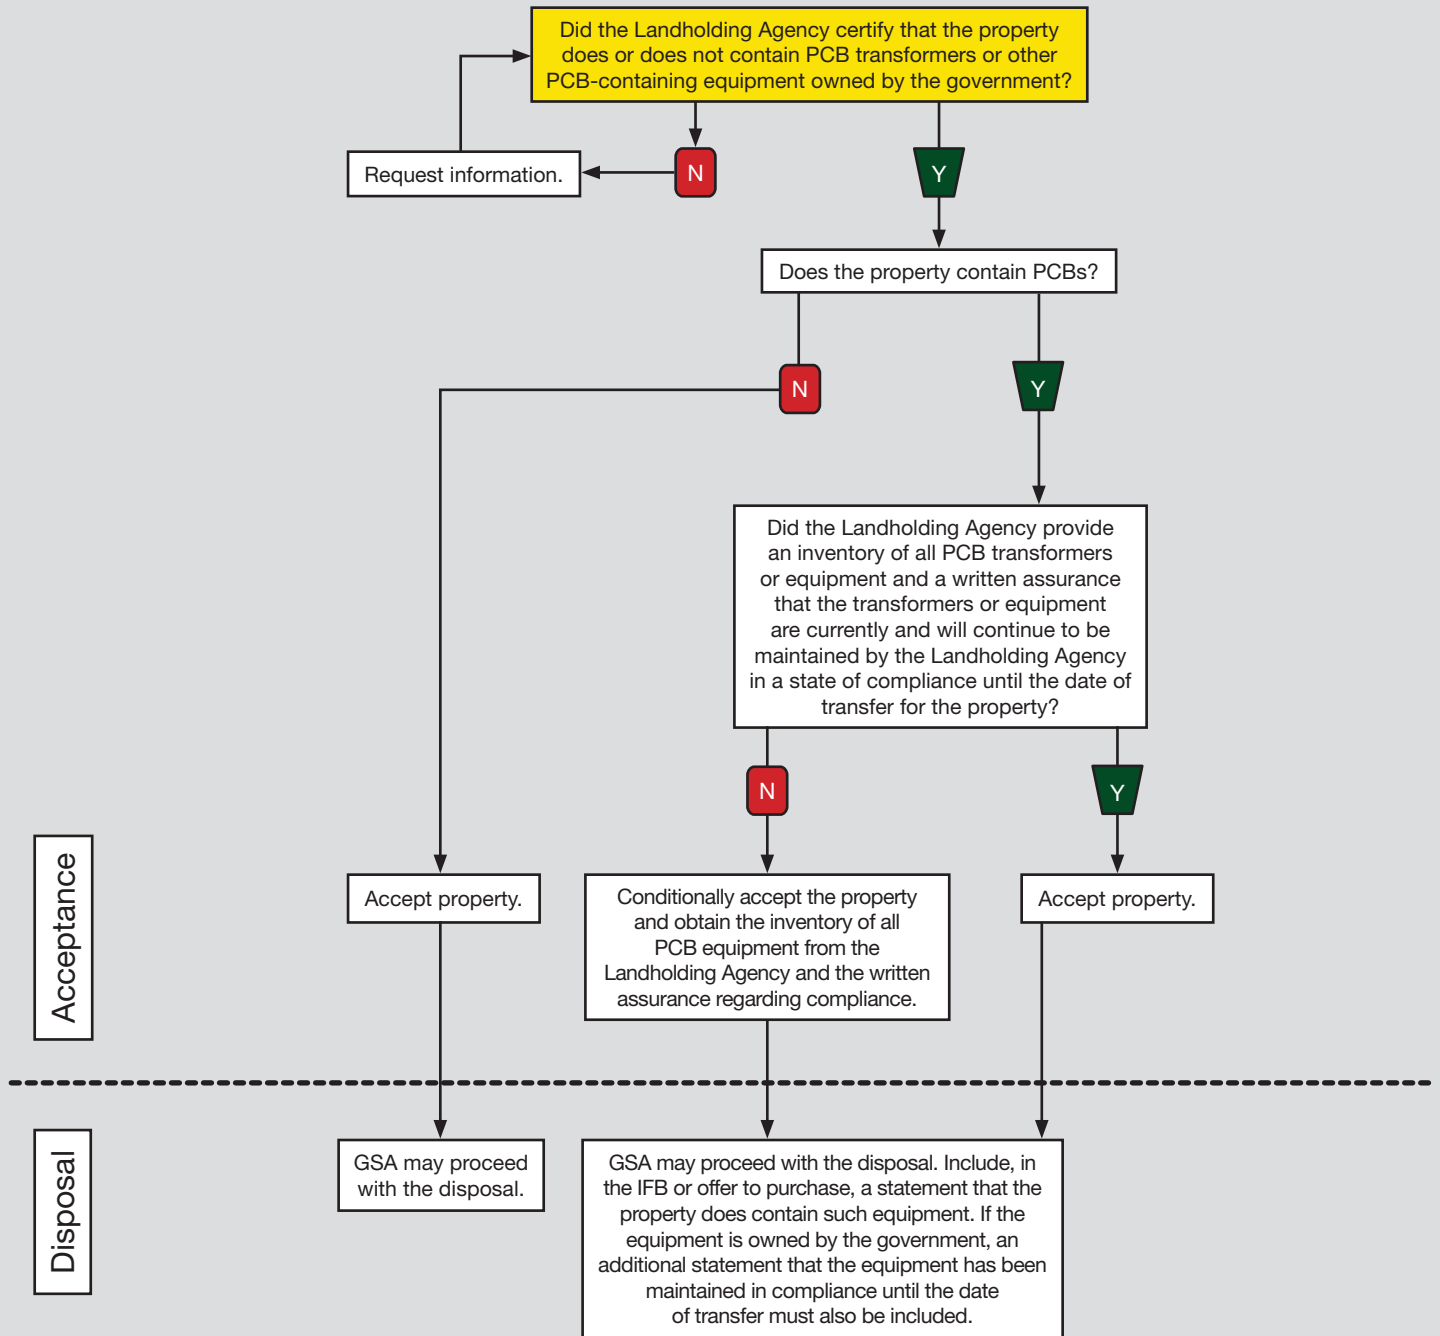 Did the Landholding Agency certify that the property
does or does not contain PCB transformers or other
PCB-containing equipment owned by the government?
Request information.
N
Y
Does the property contain PCBs?
N
Y
Did the Landholding Agency provide
an inventory of all PCB transformers
or equipment and a written assurance
that the transformers or equipment
are currently and will continue to be
maintained by the Landholding Agency
in a state of compliance until the date of
transfer for the property?
N
Y
Acceptance
Accept property.
Conditionally accept the property
and obtain the inventory of all
PCB equipment from the
Landholding Agency and the written
assurance regarding compliance.
Accept property.
Disposal
GSA may proceed
with the disposal.
GSA may proceed with the disposal. Include, in
the IFB or offer to purchase, a statement that the
property does contain such equipment. If the
equipment is owned by the government, an
additional statement that the equipment has been
maintained in compliance until the date
of transfer must also be included.